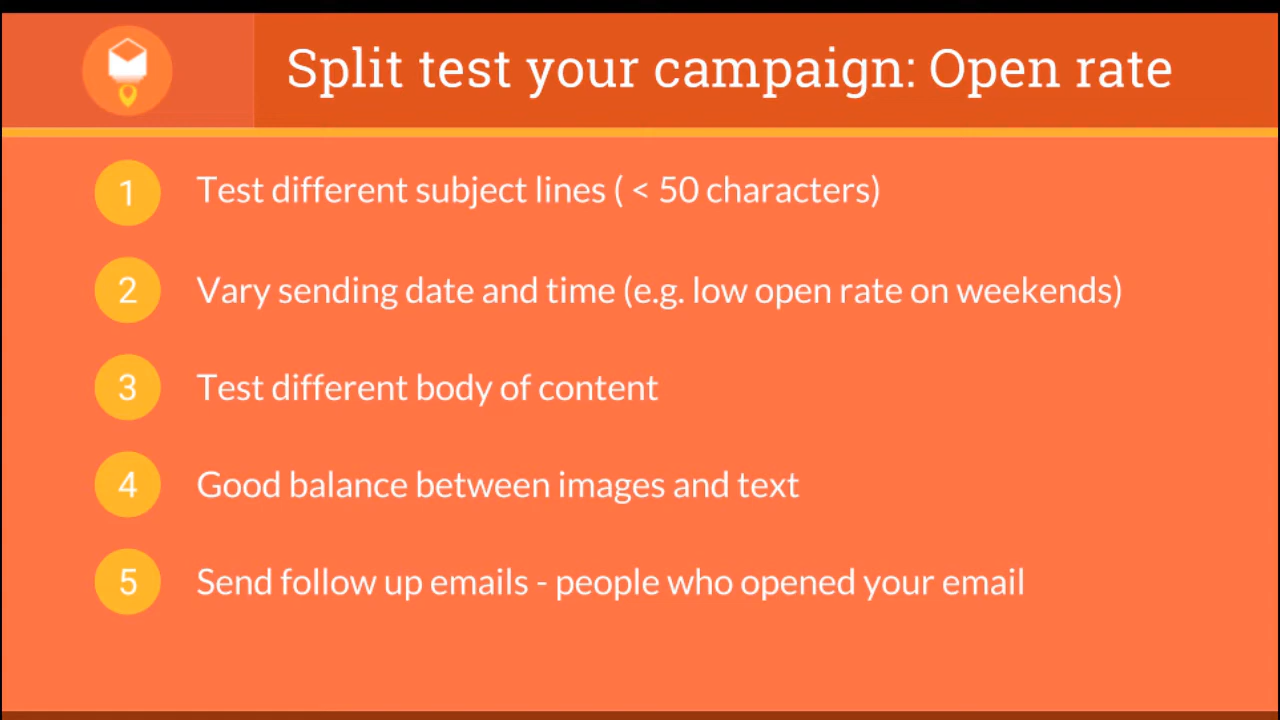 Split test your campaign: Open rate
1 Test different subject lines ( < 50 characters)
2 Vary sending date and time (e.g. low open rate on weekends)
3 Test different body of content
4 Good balance between images and text
5 Send follow up emails - people who opened your email